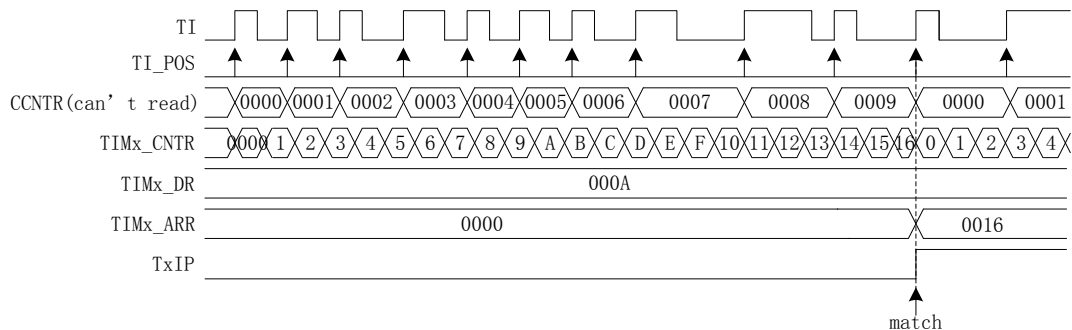 TI
TI_POS
CCNTR(can't read) 0000 0001 0002 0003 0004 0005 0006 0007 0008 0009 0000 0001
TIMx_CNTR 0000 1 2 3 4 5 6 7 8 9 A B C D E F 10 11 12 13 14 15 16 0 1 2 3 4
TIMx_DR 000A
TIMx_ARR 0000 0016
TxIP
match